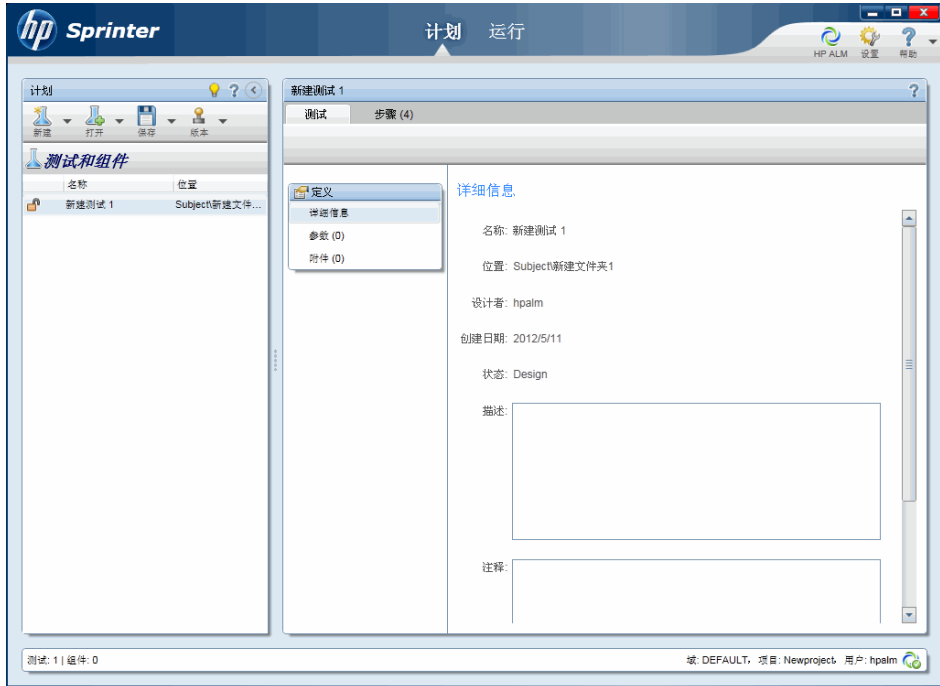 hp Sprinter
计划 运行
HP ALM 设置 帮助
计划
新建 打开 保存 版本
测试和组件
名称 位置
新建测试 1 Subject\新建文件...
测试: 1 | 组件: 0
新建测试 1
测试 步骤 (4)
定义
详细信息
参数 (0)
附件 (0)
详细信息
名称: 新建测试 1
位置: Subject\新建文件夹1
设计者: hpalm
创建日期: 2012/5/11
状态: Design
描述:
注释:
域: DEFAULT, 项目: Newproject, 用户: hpalm